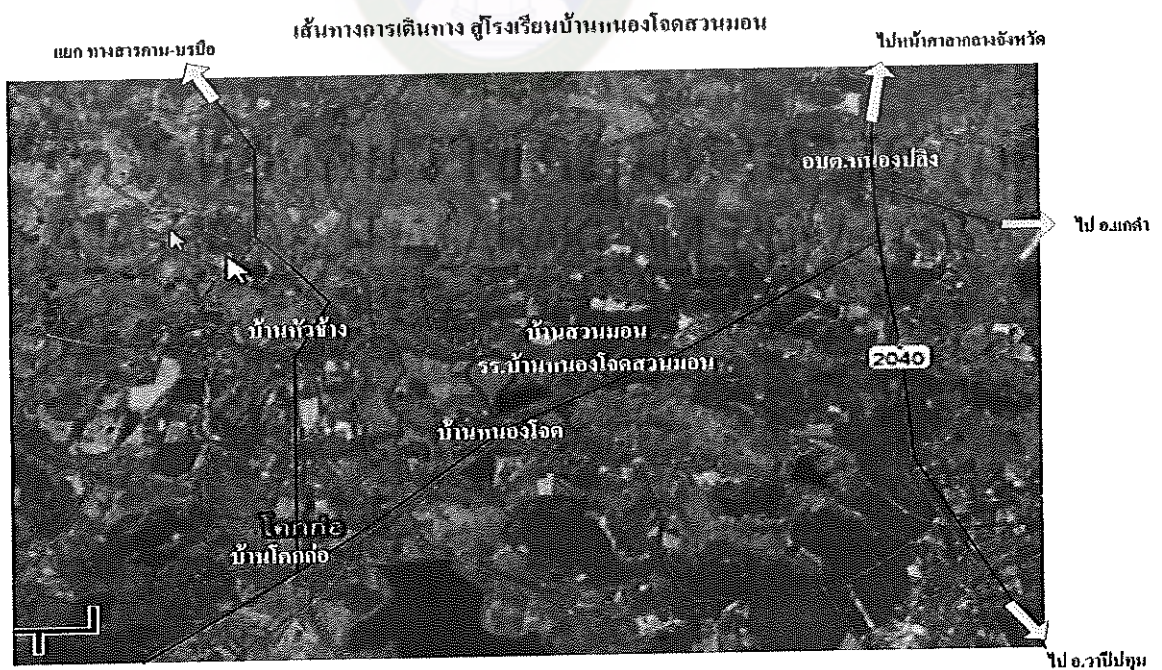 เส้นทางการเดินทาง สู่โรงเรียนบ้านหนองโจดสวนมอน
แยก ทางสารคาม-บรบือ
ไปหน้าศาลากลางจังหวัด
อบต.หนองปลิง
ไป อ.แกดำ
บ้านหัวช้าง
บ้านสวนมอน
รร.บ้านหนองโจดสวนมอน
2040
บ้านหนองโจด
โคกก่อ
บ้านโคกก่อ
ไป อ.วาปีปทุม